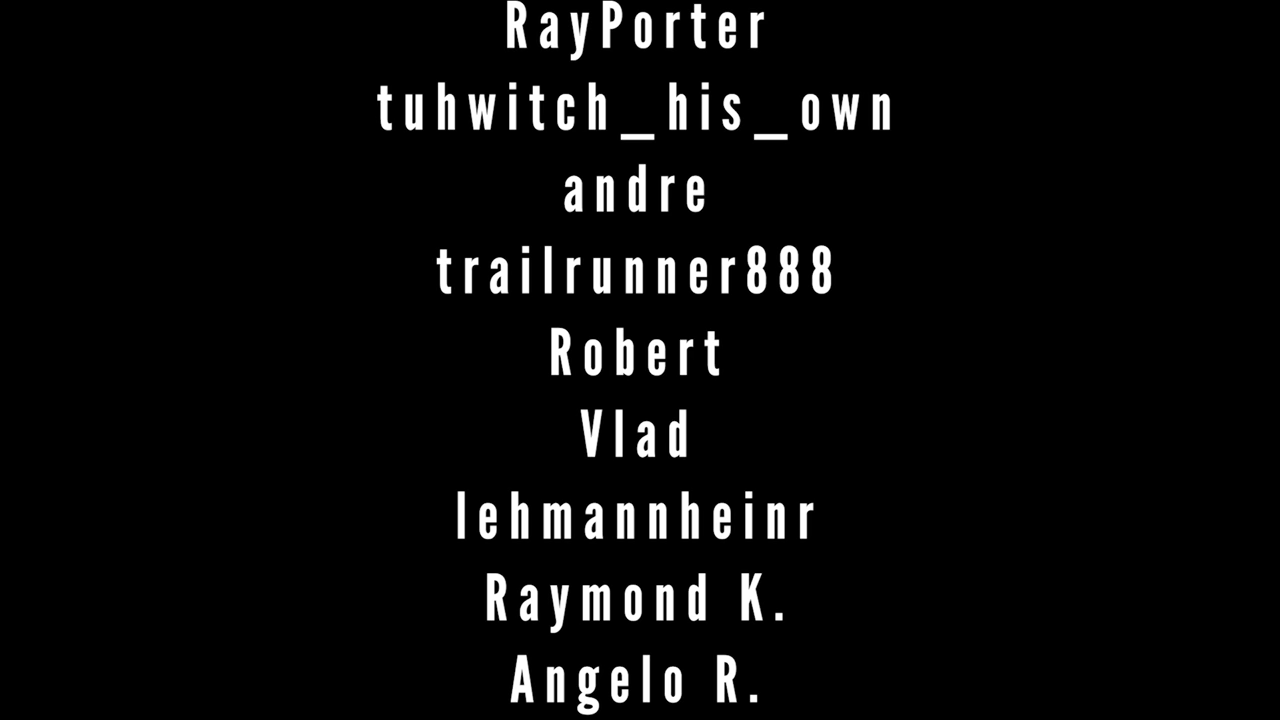 RayPorter
tuhwitch_his_own
andre
trailrunner888
Robert
Vlad
lehmannheinr
Raymond K.
Angelo R.